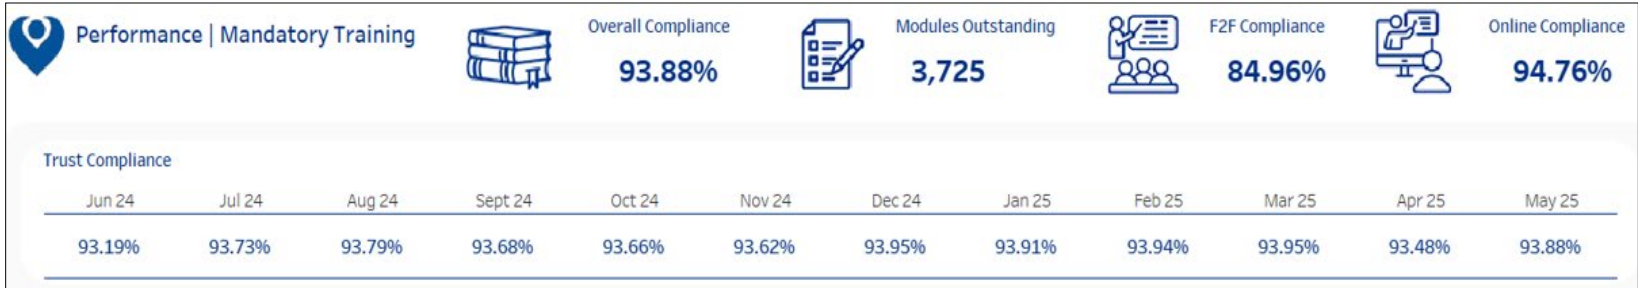 Performance | Mandatory Training
Overall Compliance
93.88%
Modules Outstanding
3,725
F2F Compliance
84.96%
Online Compliance
94.76%
Trust Compliance
Jun 24 Jul 24 Aug 24 Sept 24 Oct 24 Nov 24 Dec 24 Jan 25 Feb 25 Mar 25 Apr 25 May 25
93.19% 93.73% 93.79% 93.68% 93.66% 93.62% 93.95% 93.91% 93.94% 93.95% 93.48% 93.88%